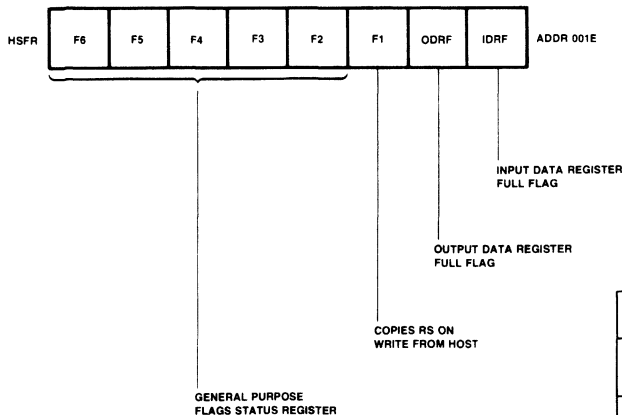 HSFR F6 F5 F4 F3 F2 F1 ODRF IDRF ADDR 001E
INPUT DATA REGISTER
FULL FLAG
OUTPUT DATA REGISTER
FULL FLAG
COPIES RS ON
WRITE FROM HOST
GENERAL PURPOSE
FLAGS STATUS REGISTER